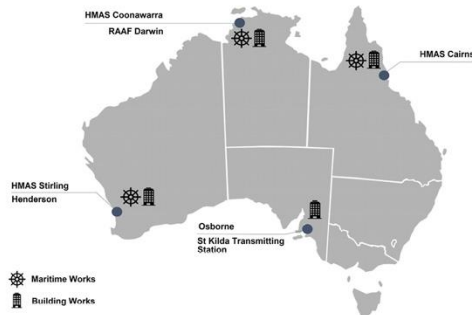 HMAS Coonawarra
RAAF Darwin
HMAS Cairns
HMAS Stirling
Henderson
Osborne
St Kilda Transmitting
Station
Maritime Works
Building Works